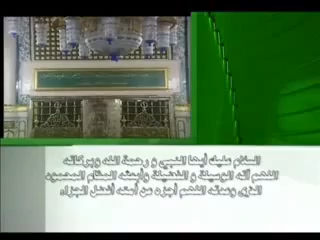 السلام عليك أيها النبي و رحمة الله وبركاته
اللهم آته الوسيلة و الفضيلة وأبعثه المقام المحمود
الذي وعدته اللهم أجزه عن أمته أفضل الجزاء